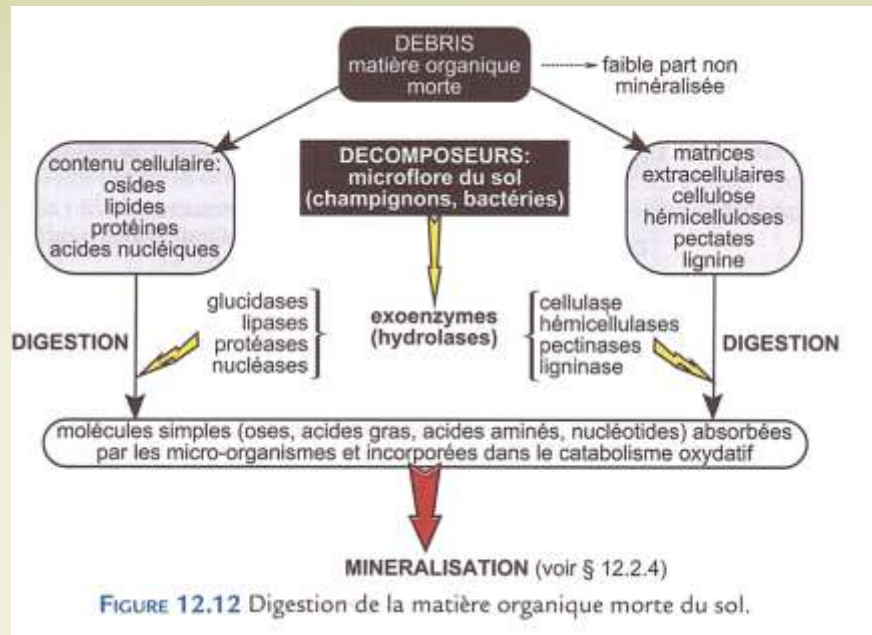 DEBRIS
matière organique
morte
faible part non
minéralisée
contenu cellulaire:
osides
lipides
protéines
acides nucléiques
DECOMPOSEURS:
microflore du sol
(champignons, bactéries)
matrices
extracellulaires
cellulose
hémicelluloses
pectates
lignine
DIGESTION
glucidases
lipases
protéases
nucléases
exoenzymes
(hydrolases)
cellulase
hémicellulases
pectinases
ligninase
DIGESTION
molécules simples (oses, acides gras, acides aminés, nucléotides) absorbées
par les micro-organismes et incorporées dans le catabolisme oxydatif
MINERALISATION (voir § 12.2.4)
FIGURE 12.12 Digestion de la matière organique morte du sol.